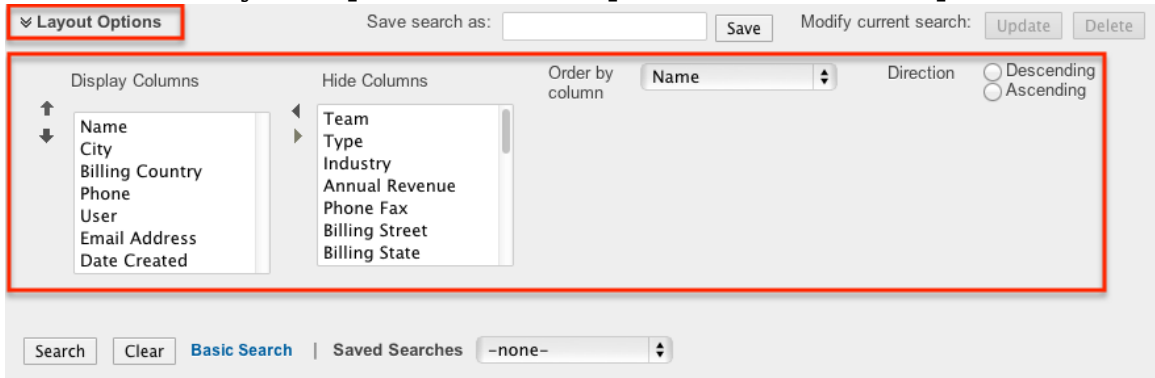 Layout Options
Save search as:
Save
Modify current search:
Update
Delete
Display Columns
Hide Columns
Order by
column
Name
Direction
Descending
Ascending
Name
City
Billing Country
Phone
User
Email Address
Date Created
Team
Type
Industry
Annual Revenue
Phone Fax
Billing Street
Billing State
Search
Clear
Basic Search
|
Saved Searches
-none-